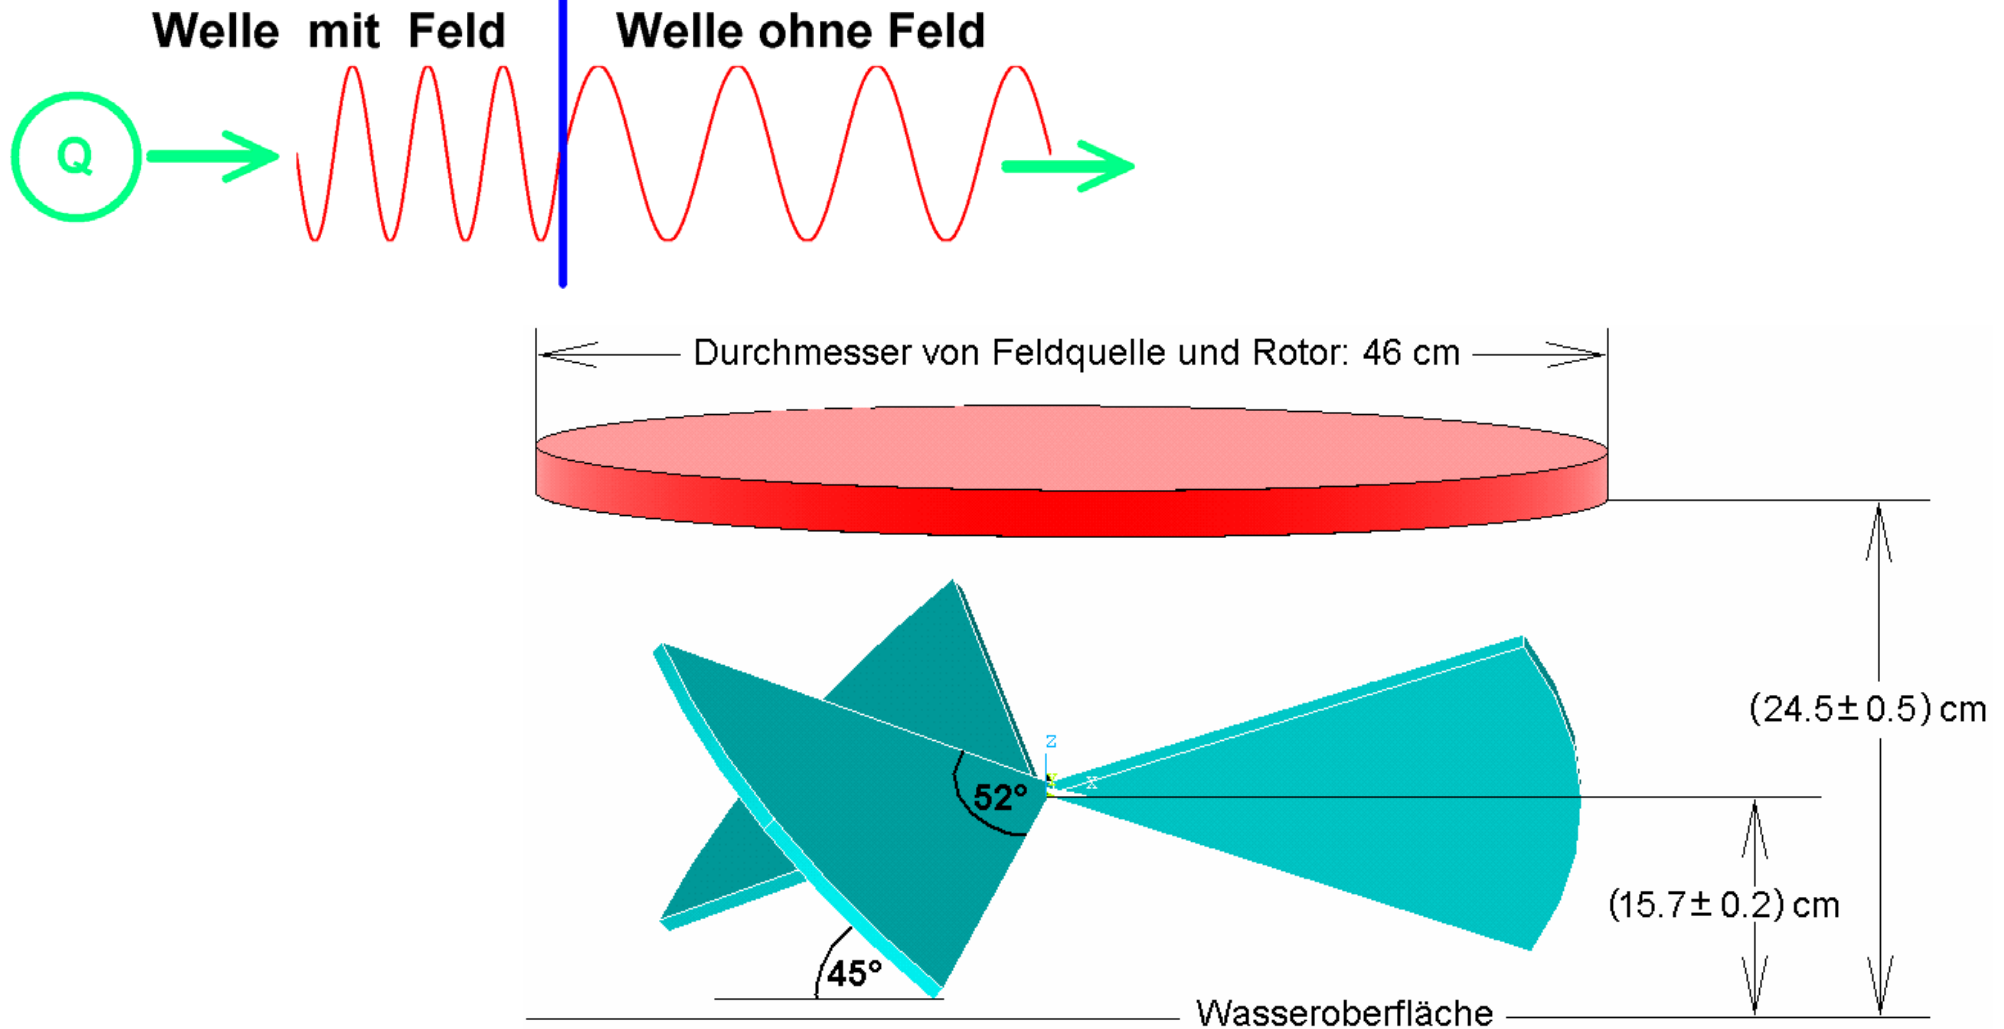 Welle mit Feld
Welle ohne Feld
Q
Durchmesser von Feldquelle und Rotor: 46 cm
z
Y
X
52°
(24.5±0.5) cm
(15.7±0.2) cm
45°
Wasseroberfläche